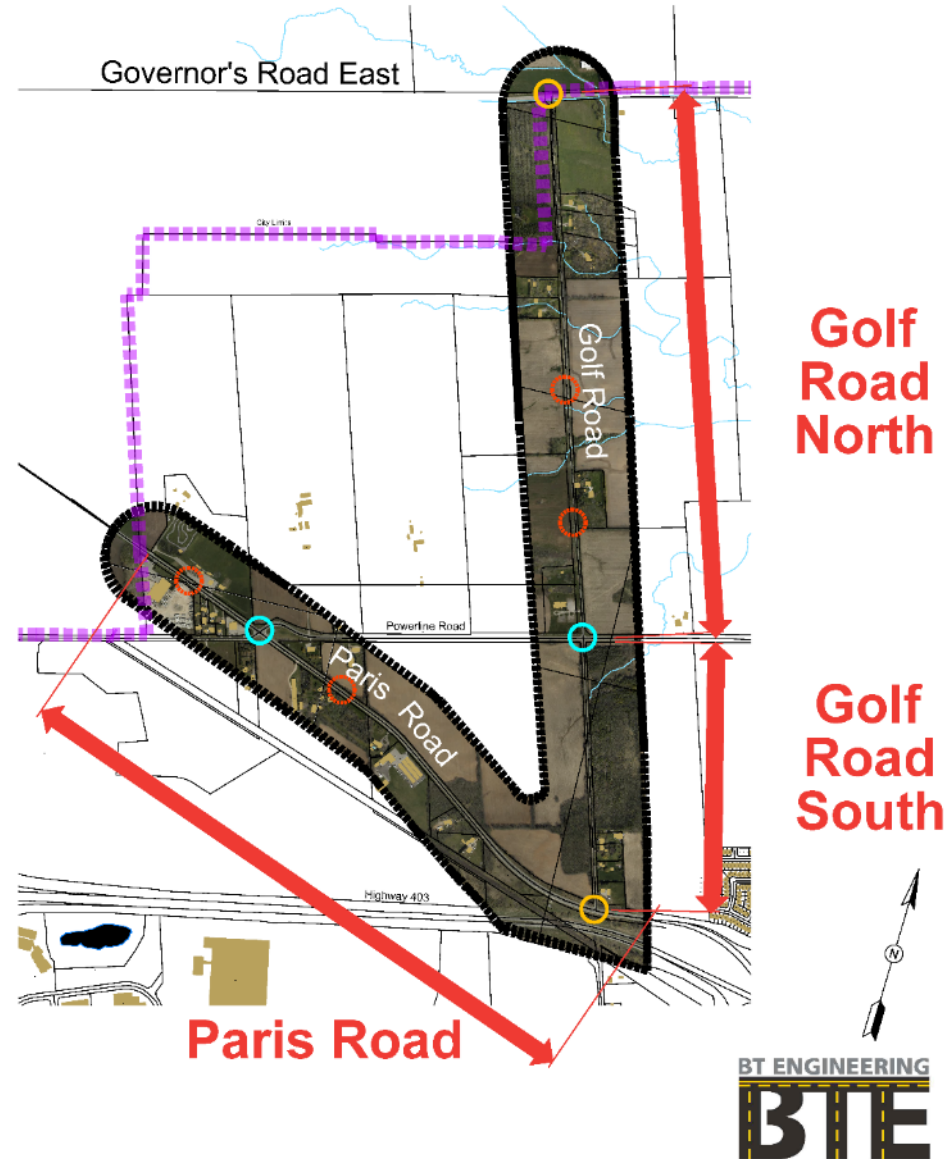 Governor's Road East
City Limits
Golf Road
Golf
Road
North
Powerline Road
Paris Road
Golf
Road
South
Highway 403
N
Paris Road
BT ENGINEERING
BTE